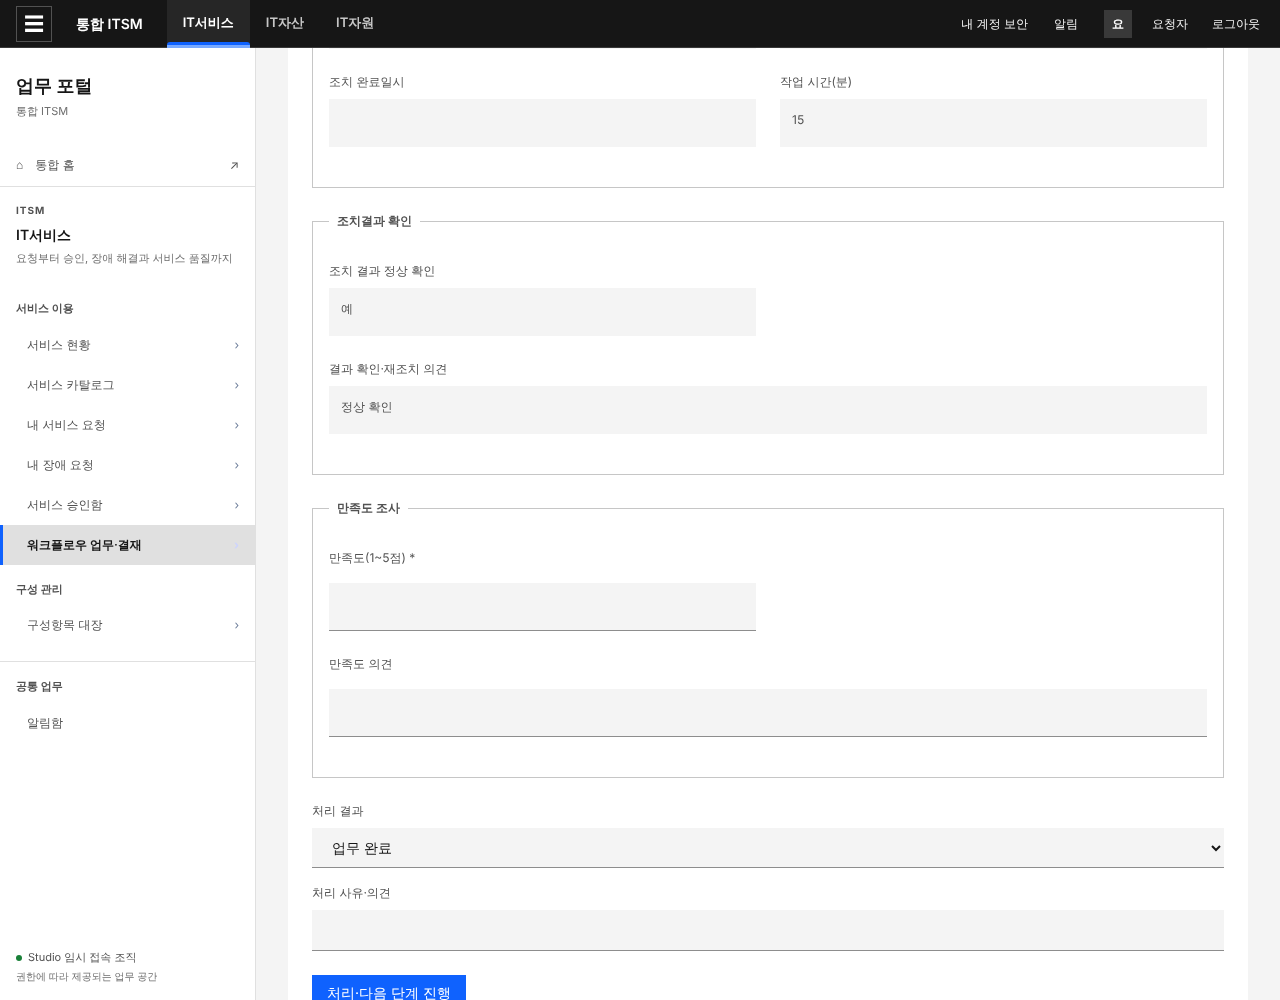 통합 ITSM
IT서비스
IT자산
IT자원
내 계정 보안
알림
요
요청자
로그아웃
업무 포털
통합 ITSM
통합 홈
ITSM
IT서비스
요청부터 승인, 장애 해결과 서비스 품질까지
서비스 이용
서비스 현황
서비스 카탈로그
내 서비스 요청
내 장애 요청
서비스 승인함
워크플로우 업무·결재
구성 관리
구성항목 대장
공통 업무
알림함
Studio 임시 접속 조직
권한에 따라 제공되는 업무 공간
조치 완료일시
작업 시간(분)
15
조치결과 확인
조치 결과 정상 확인
예
결과 확인·재조치 의견
정상 확인
만족도 조사
만족도(1~5점) *
만족도 의견
처리 결과
업무 완료
처리 사유·의견
처리·다음 단계 진행